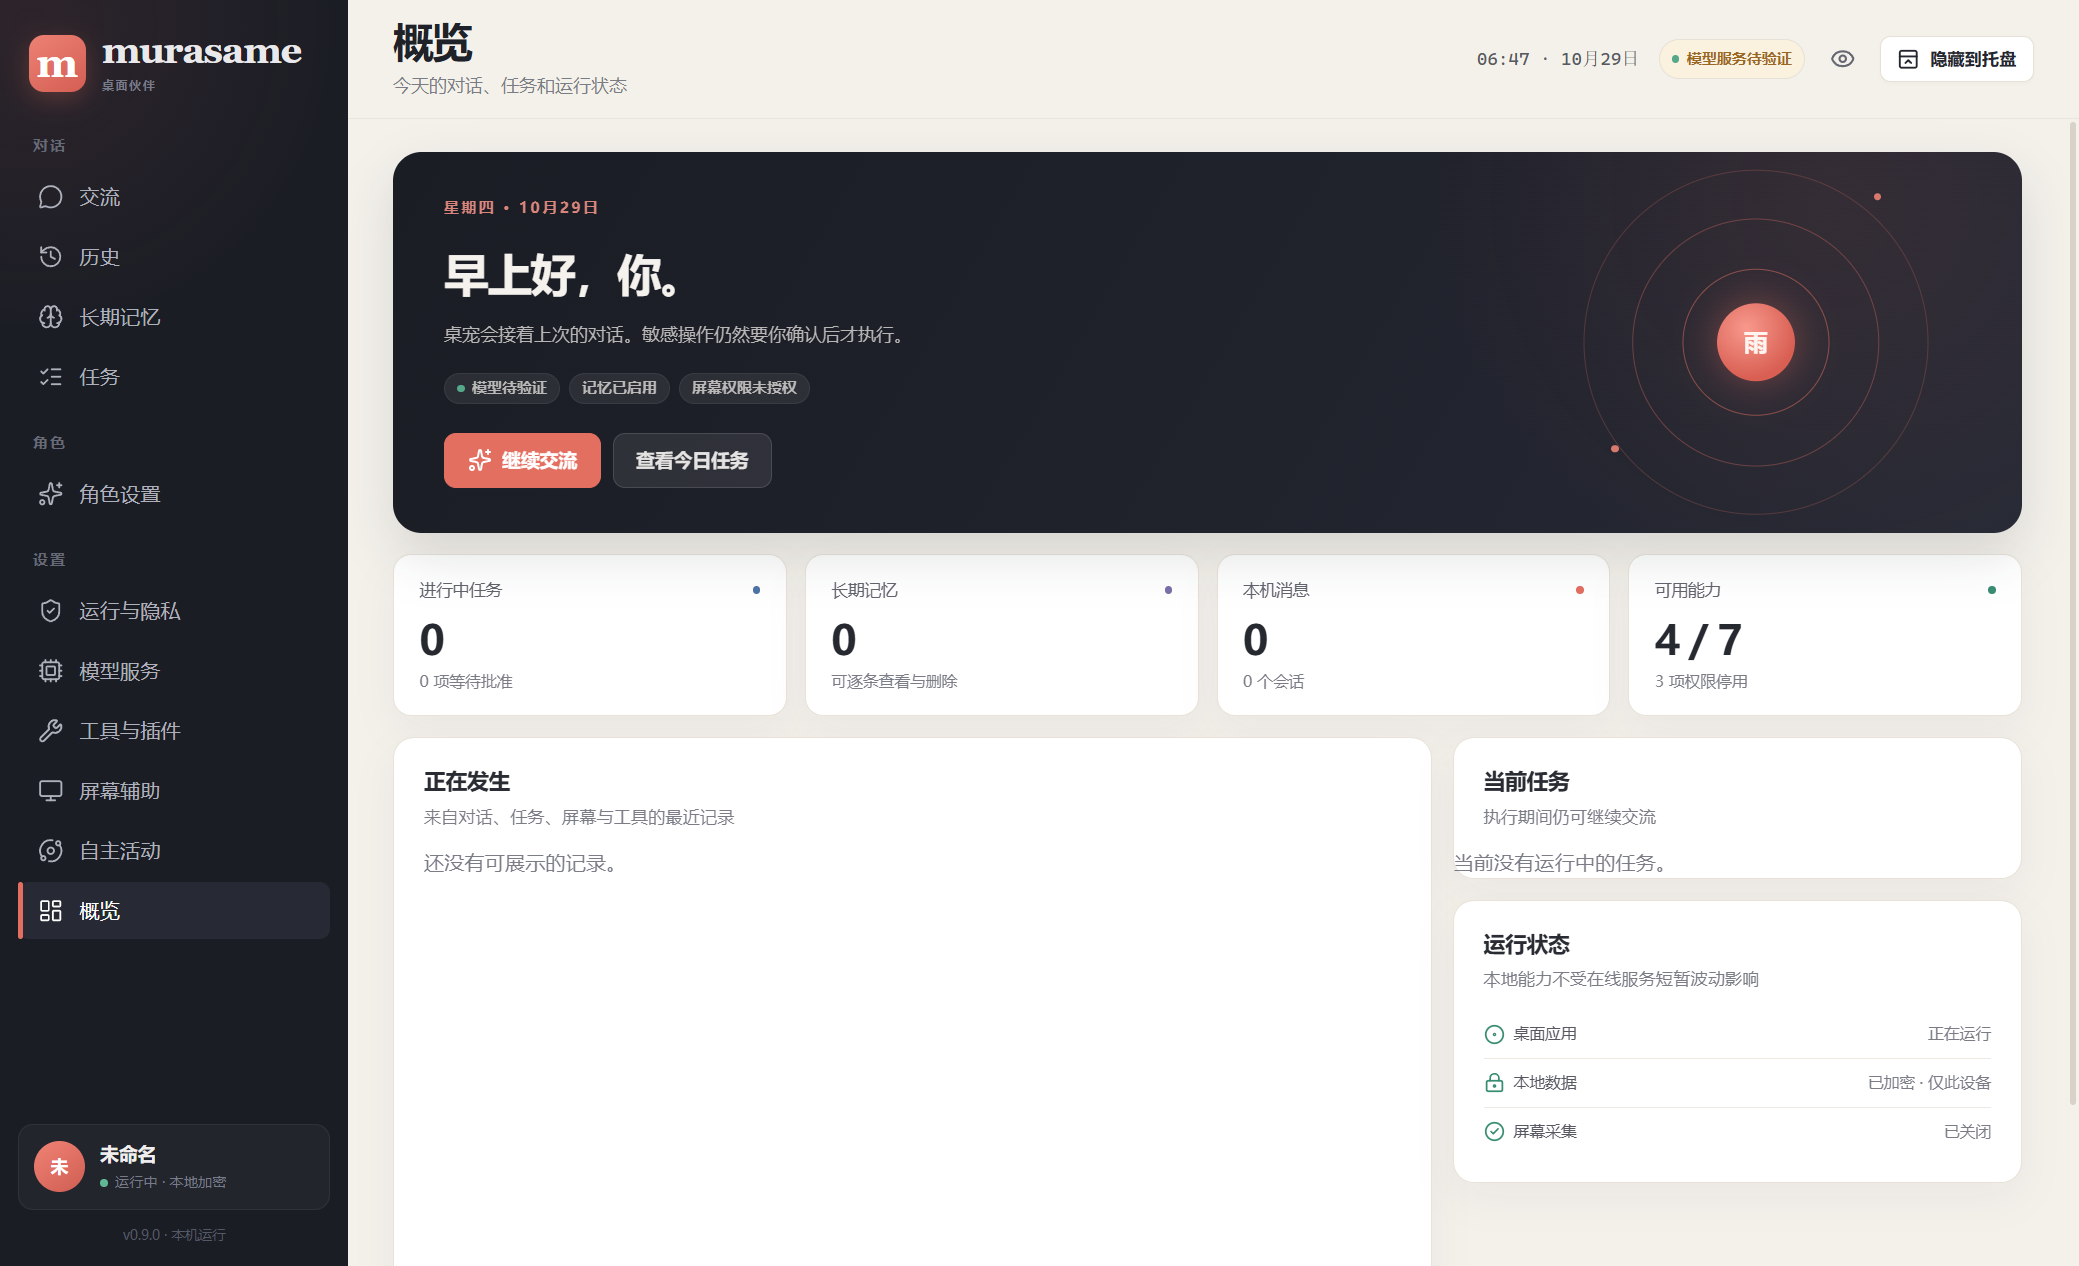 m murasame
桌面伙伴
对话
交流
历史
长期记忆
任务
角色
角色设置
设置
运行与隐私
模型服务
工具与插件
屏幕辅助
自主活动
概览
未 未命名
运行中 · 本地加密
v0.9.0 · 本机运行
概览
今天的对话、任务和运行状态
06:47 · 10月29日
模型服务待验证
隐藏到托盘
星期四 • 10月29日
早上好，你。
桌宠会接着上次的对话。敏感操作仍然要你确认后才执行。
模型待验证
记忆已启用
屏幕权限未授权
继续交流
查看今日任务
雨
进行中任务
0
0 项等待批准
长期记忆
0
可逐条查看与删除
本机消息
0
0 个会话
可用能力
4 / 7
3 项权限停用
正在发生
来自对话、任务、屏幕与工具的最近记录
还没有可展示的记录。
当前任务
执行期间仍可继续交流
当前没有运行中的任务。
运行状态
本地能力不受在线服务短暂波动影响
桌面应用 正在运行
本地数据 已加密 · 仅此设备
屏幕采集 已关闭